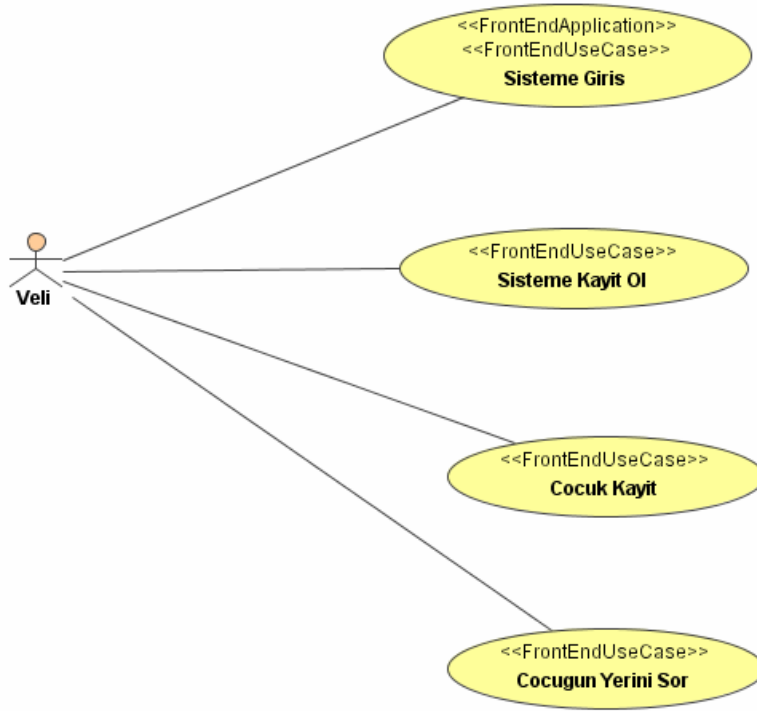 <<FrontEndApplication>>
<<FrontEndUseCase>>
Sisteme Giris
<<FrontEndUseCase>>
Sisteme Kayit Ol
Veli
<<FrontEndUseCase>>
Cocuk Kayit
<<FrontEndUseCase>>
Cocugun Yerini Sor